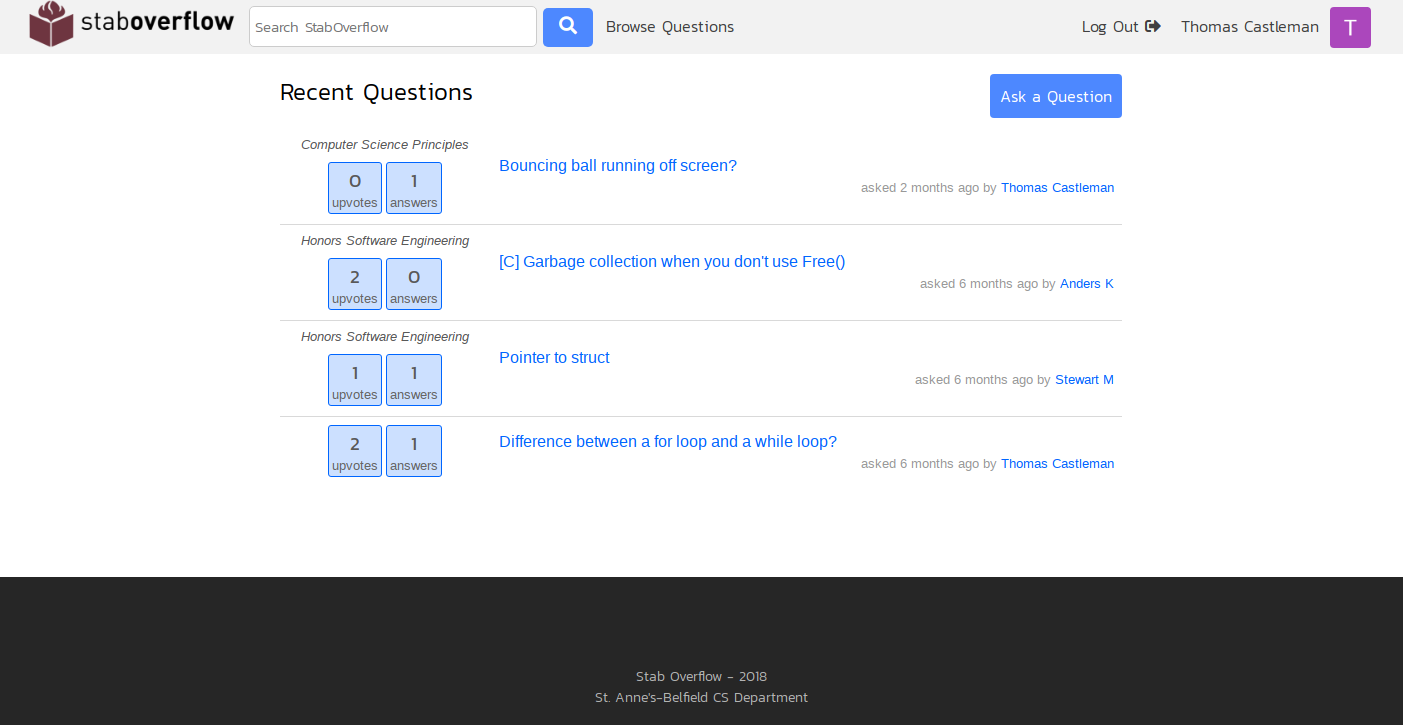 staboverflow
Search StabOverflow
Browse Questions
Log Out
Thomas Castleman
T
Recent Questions
Ask a Question
Computer Science Principles
0 1
upvotes answers
Bouncing ball running off screen?
asked 2 months ago by Thomas Castleman
Honors Software Engineering
2 0
upvotes answers
[C] Garbage collection when you don't use Free()
asked 6 months ago by Anders K
Honors Software Engineering
1 1
upvotes answers
Pointer to struct
asked 6 months ago by Stewart M
2 1
upvotes answers
Difference between a for loop and a while loop?
asked 6 months ago by Thomas Castleman
Stab Overflow - 2018
St. Anne's-Belfield CS Department